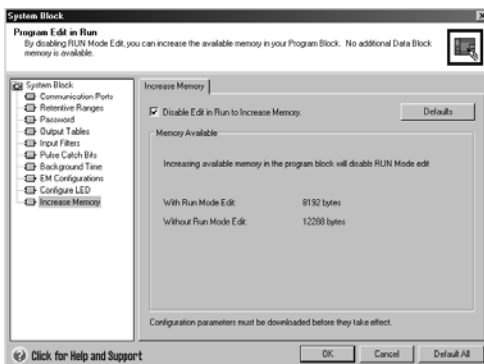 System Block
Program Edit in Run
By disabling RUN Mode Edit, you can increase the available memory in your Program Block. No additional Data Block
memory is available.
System Block
Communication Ports
Retentive Ranges
Password
Output Tables
Input Filters
Pulse Catch Bits
Background Time
EM Configurations
Configure LED
Increase Memory
Increase Memory
Disable Edit in Run to Increase Memory.
Defaults
Memory Available
Increasing available memory in the program block will disable RUN Mode edit
With Run Mode Edit: 8192 bytes
Without Run Mode Edit: 12288 bytes
Configuration parameters must be downloaded before they take effect.
Click for Help and Support
OK
Cancel
Default All